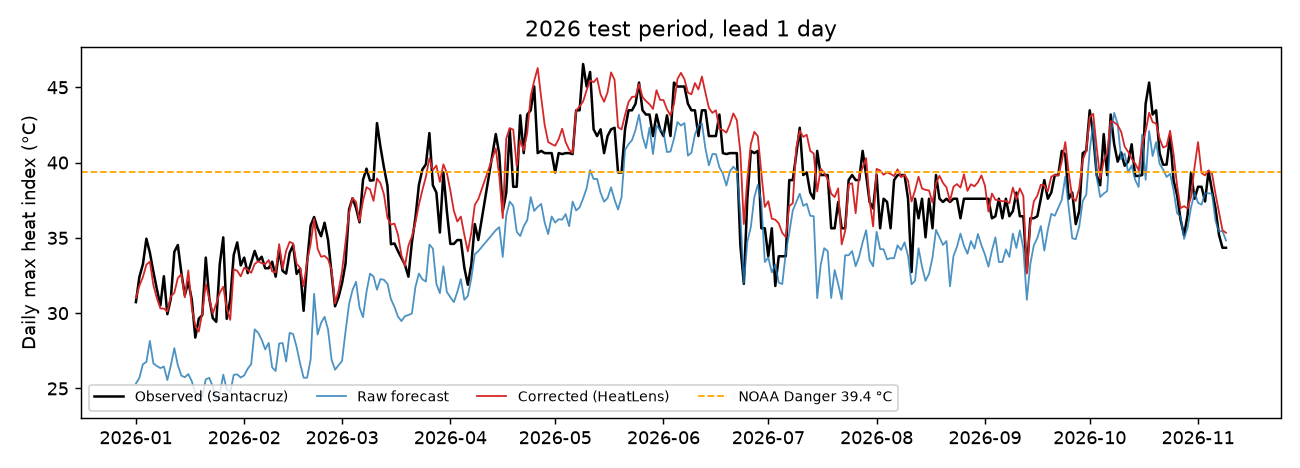 2026 test period, lead 1 day
Daily max heat index (°C)
45
40
35
30
25
Observed (Santacruz)
Raw forecast
Corrected (HeatLens)
NOAA Danger 39.4 °C
2026-01
2026-02
2026-03
2026-04
2026-05
2026-06
2026-07
2026-08
2026-09
2026-10
2026-11